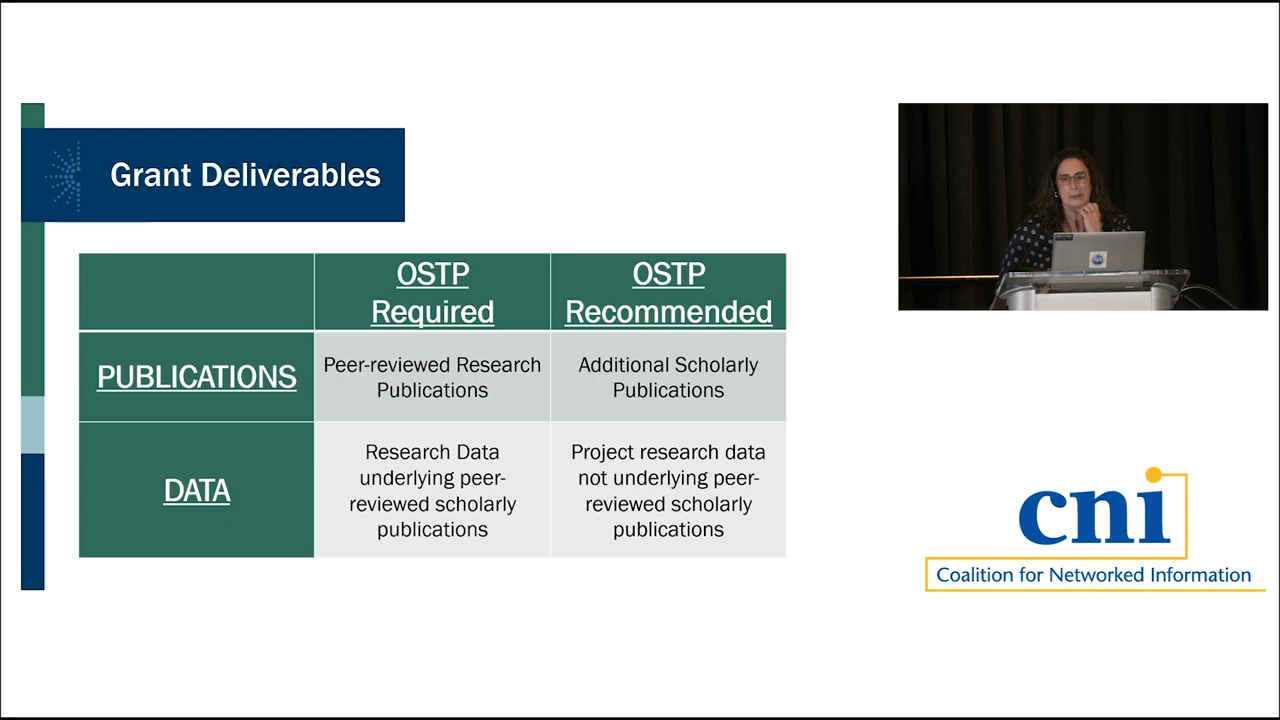 Grant Deliverables
OSTP
Required
OSTP
Recommended
PUBLICATIONS
Peer-reviewed Research
Publications
Additional Scholarly
Publications
DATA
Research Data
underlying peer-
reviewed scholarly
publications
Project research data
not underlying peer-
reviewed scholarly
publications
cni
Coalition for Networked Information